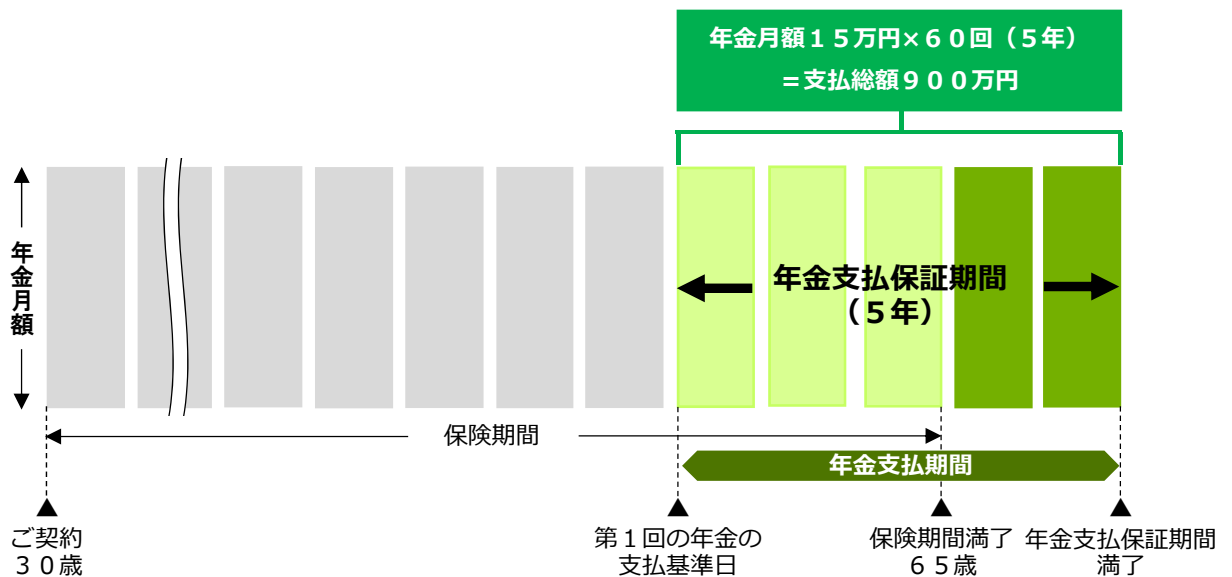 年金月額１５万円×６０回（５年）
＝支払総額９００万円
年金月額
年金支払保証期間
（５年）
保険期間
年金支払期間
ご契約
３０歳
第１回の年金の
支払基準日
保険期間満了
６５歳
年金支払保証期間
満了